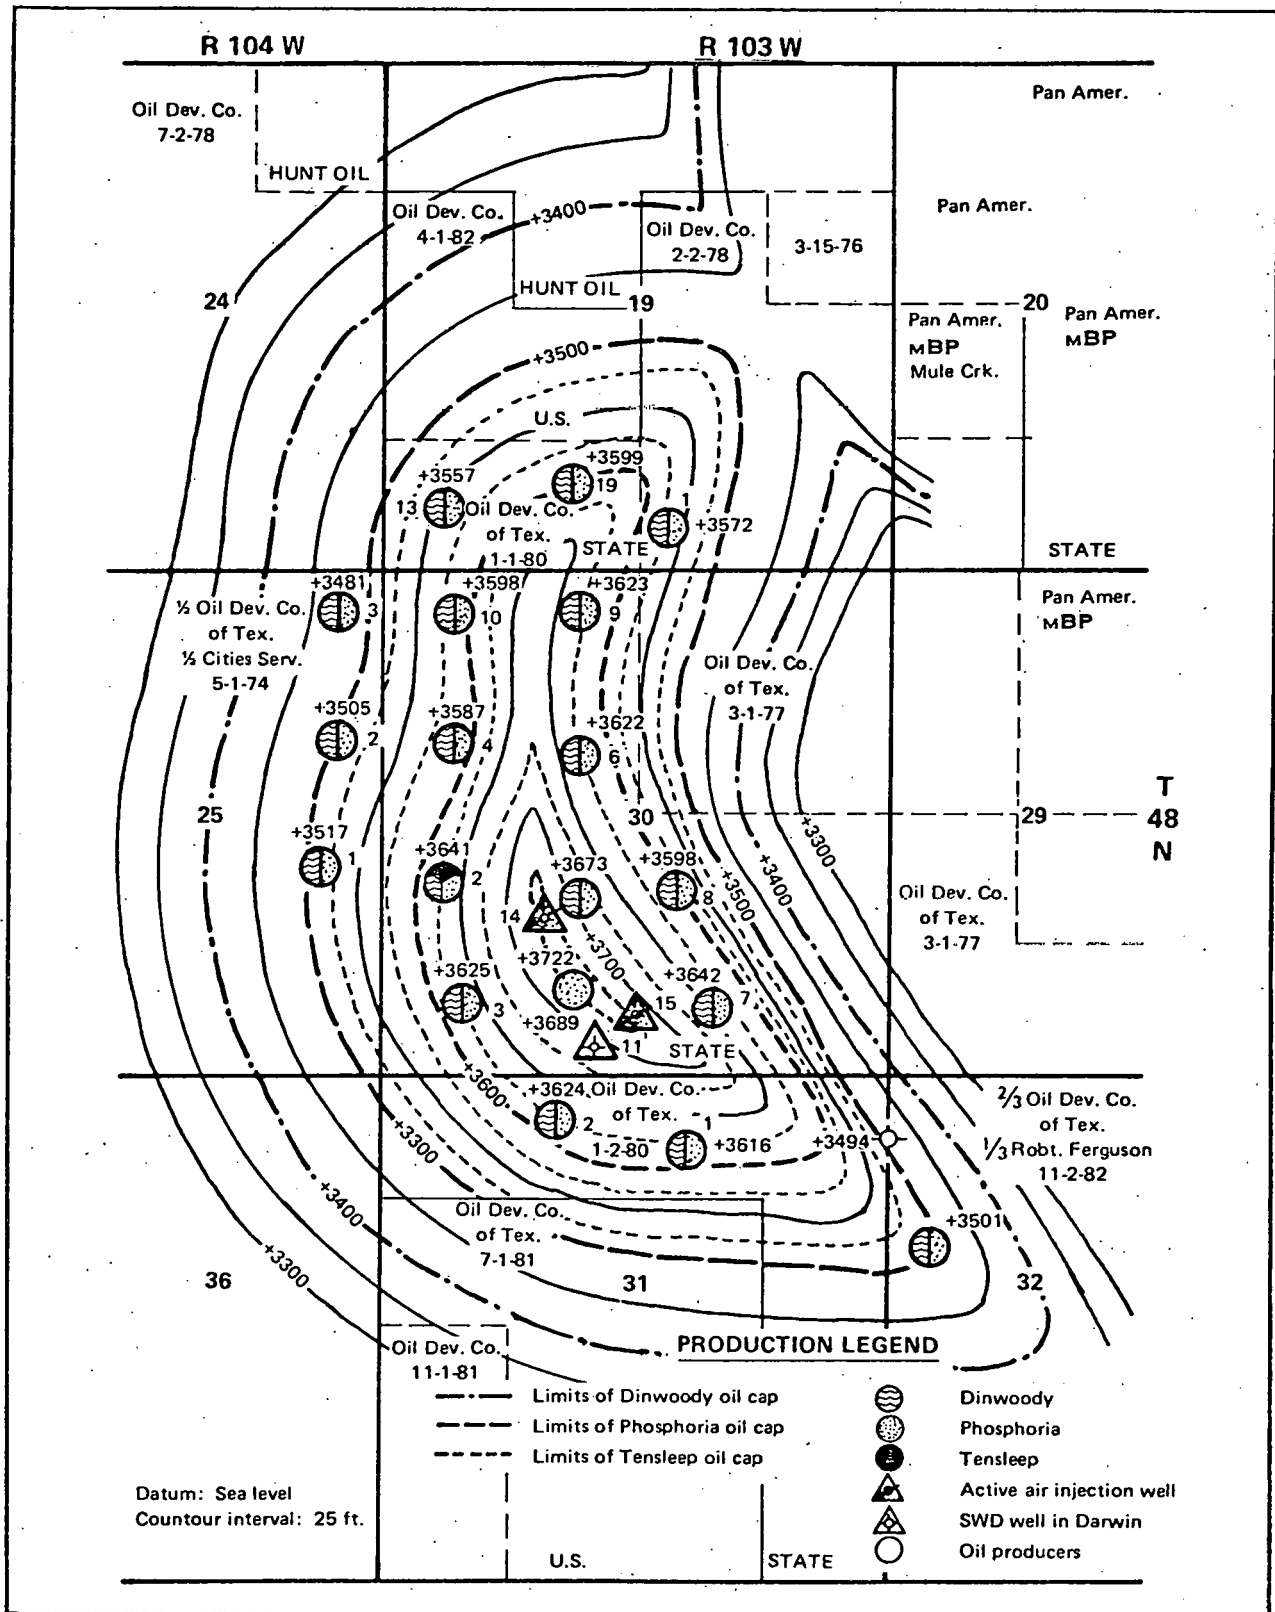 R 104 W
R 103 W
Oil Dev. Co.
7-2-78
Pan Amer.
HUNT OIL
Oil Dev. Co.
4-1-82
+3400
Oil Dev. Co.
2-2-78
3-15-76
Pan Amer.
24
HUNT OIL
19
20
Pan Amer.
MBP
Mule Crk.
Pan Amer.
MBP
+3500
U.S.
+3557
13
+3599
19
Oil Dev. Co.
of Tex.
1-1-80
1
+3572
STATE
STATE
+3481
3
+3598
10
+3623
9
Pan Amer.
MBP
½ Oil Dev. Co.
of Tex.
½ Cities Serv.
5-1-74
Oil Dev. Co.
of Tex.
3-1-77
+3505
2
+3587
4
+3622
6
25
30
29
T
48
N
+3300
+3400
+3500
+3517
1
+3641
2
+3673
14
+3598
8
Oil Dev. Co.
of Tex.
3-1-77
+3625
3
+3722
+3700
+3642
7
15
+3689
11
STATE
+3600
+3624
2
Oil Dev. Co.
of Tex.
1-2-80
1
+3616
+3494
⅔ Oil Dev. Co.
of Tex.
⅓ Robt. Ferguson
11-2-82
+3300
+3400
+3300
Oil Dev. Co.
of Tex.
7-1-81
+3501
36
31
32
Oil Dev. Co.
11-1-81
PRODUCTION LEGEND
Limits of Dinwoody oil cap
Limits of Phosphoria oil cap
Limits of Tensleep oil cap
Dinwoody
Phosphoria
Tensleep
Active air injection well
SWD well in Darwin
Oil producers
Datum: Sea level
Countour interval: 25 ft.
U.S.
STATE